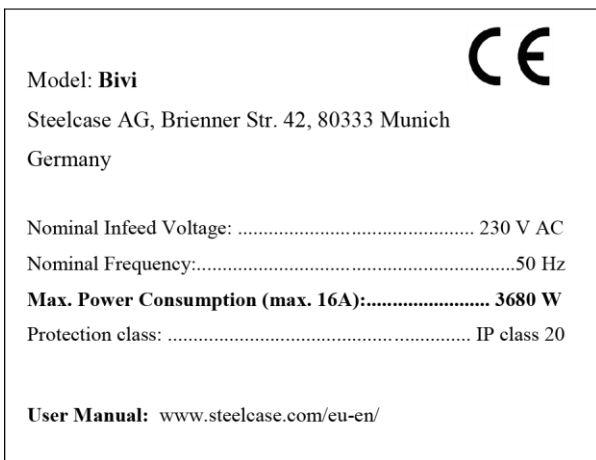 CE
Model: Bivi
Steelcase AG, Brienner Str. 42, 80333 Munich
Germany
Nominal Infeed Voltage: ............................................ 230 V AC
Nominal Frequency:...........................................................50 Hz
Max. Power Consumption (max. 16A):....................... 3680 W
Protection class: ........................................................ IP class 20
User Manual: www.steelcase.com/eu-en/